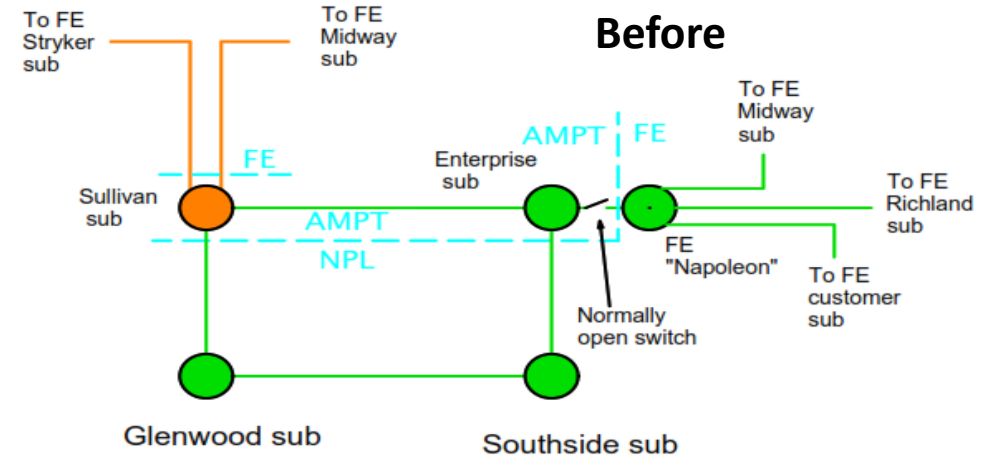 To FE
Stryker
sub
To FE
Midway
sub
Before
To FE
Midway
sub
AMPT
FE
FE
Enterprise
sub
Sullivan
sub
To FE
Richland
sub
AMPT
NPL
FE
"Napoleon"
To FE
customer
sub
Normally
open switch
Glenwood sub
Southside sub